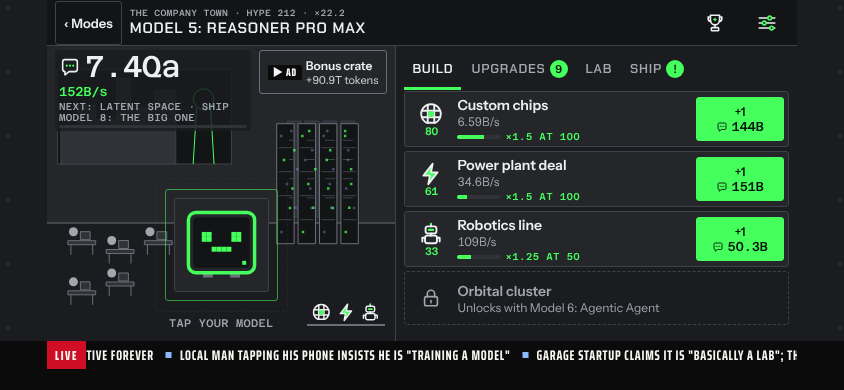 ‹ Modes
THE COMPANY TOWN · HYPE 212 · ×22.2
MODEL 5: REASONER PRO MAX
7.40a
152B/s
NEXT: LATENT SPACE · SHIP
MODEL 8: THE BIG ONE
AD
Bonus crate
+90.9T tokens
TAP YOUR MODEL
BUILD
UPGRADES 9
LAB
SHIP !
Custom chips
6.59B/s
80
×1.5 AT 100
+1
144B
Power plant deal
34.6B/s
61
×1.5 AT 100
+1
151B
Robotics line
109B/s
33
×1.25 AT 50
+1
50.3B
Orbital cluster
Unlocks with Model 6: Agentic Agent
LIVE
TIVE FOREVER ■ LOCAL MAN TAPPING HIS PHONE INSISTS HE IS "TRAINING A MODEL" ■ GARAGE STARTUP CLAIMS IT IS "BASICALLY A LAB"; TH